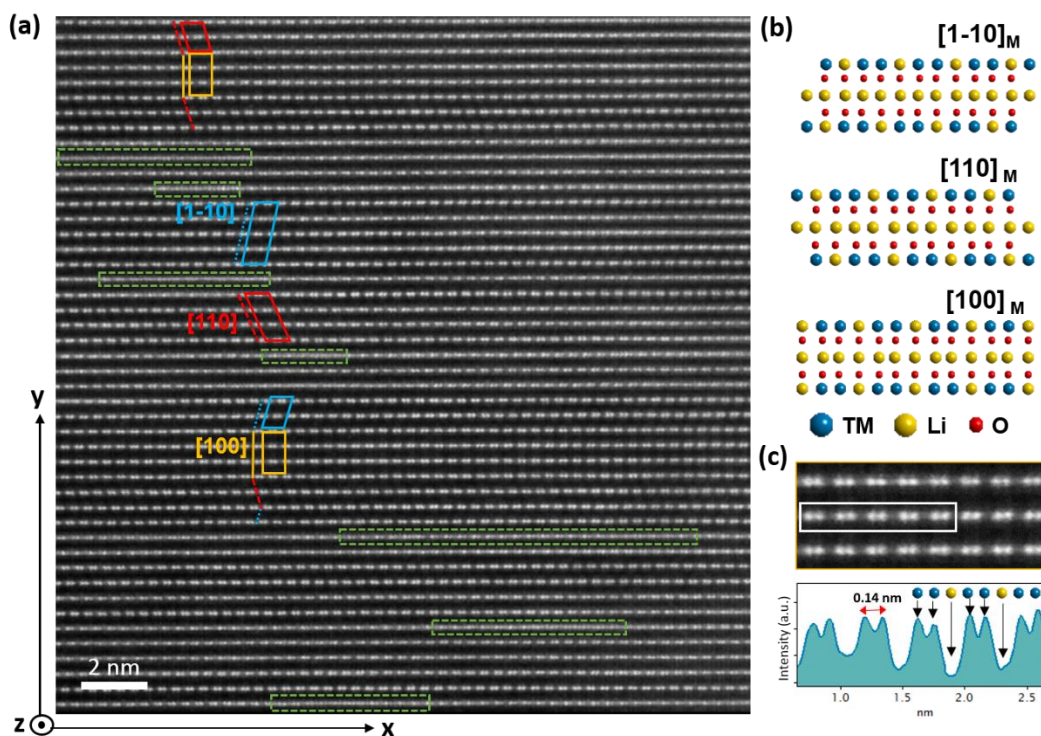 (a)
[1-10]
[110]
[100]
2 nm
y
z
x
(b)
[1-10]M
[110]M
[100]M
TM
Li
O
(c)
0.14 nm
Intensity (a.u.)
1.0
1.5
2.0
2.5
nm